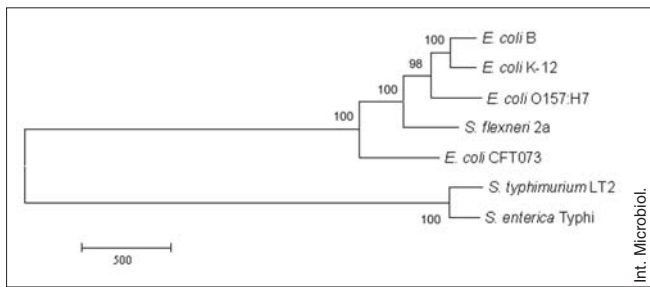 100
E. coli B
E. coli K-12
98
E. coli O157:H7
100
S. flexneri 2a
100
E. coli CFT073
S. typhimurium LT2
100
S. enterica Typhi
500
Int. Microbiol.